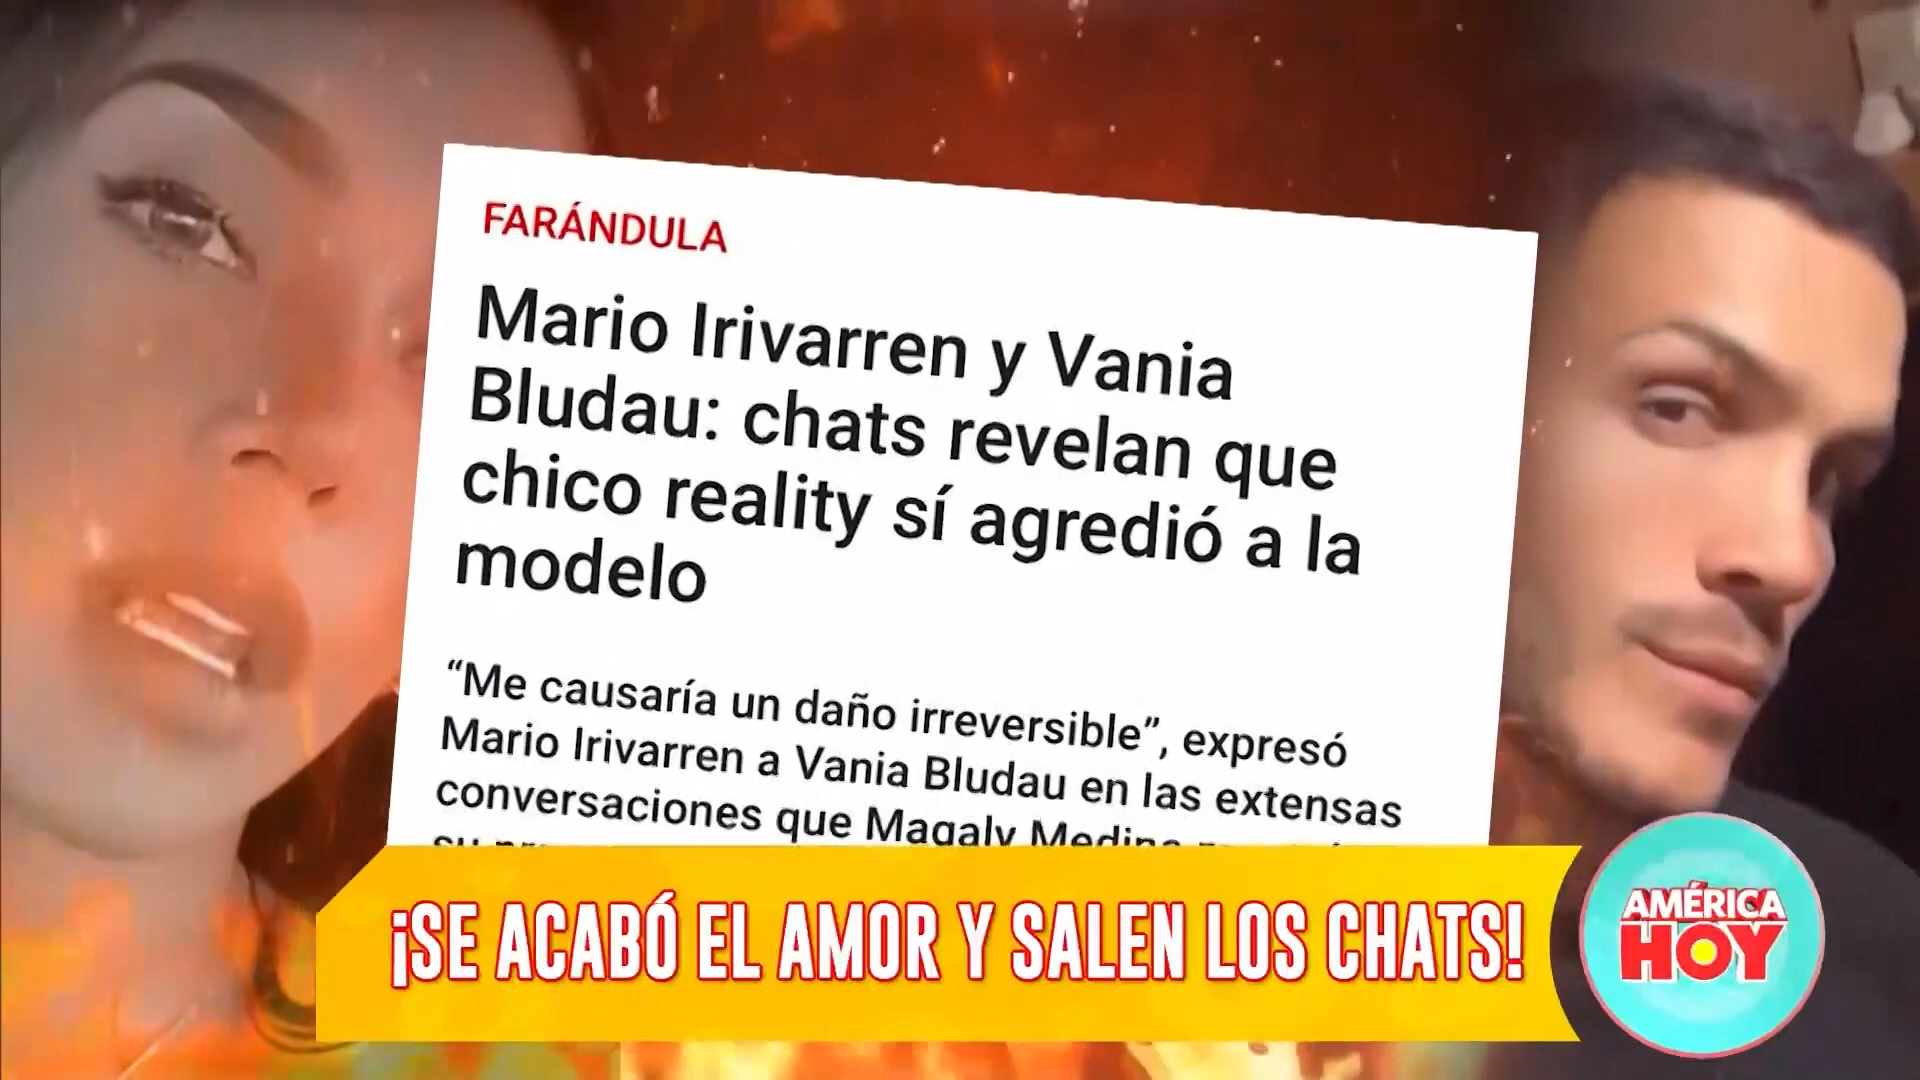 FARÁNDULA
Mario Irivarren y Vania
Bludau: chats revelan que
chico reality sí agredió a la
modelo
“Me causaría un daño irreversible”, expresó
Mario Irivarren a Vania Bludau en las extensas
conversaciones que Magaly Medina
¡SE ACABÓ EL AMOR Y SALEN LOS CHATS!
AMÉRICA
HOY